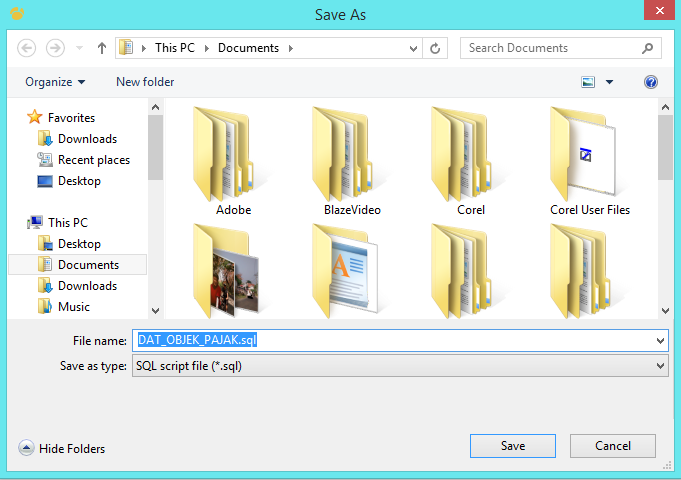 Save As
This PC
Documents
Search Documents
Organize
New folder
Favorites
Downloads
Recent places
Desktop
This PC
Desktop
Documents
Downloads
Music
Adobe
BlazeVideo
Corel
Corel User Files
File name: DAT_OBJEK_PAJAK.sql
Save as type: SQL script file (*.sql)
Hide Folders
Save
Cancel